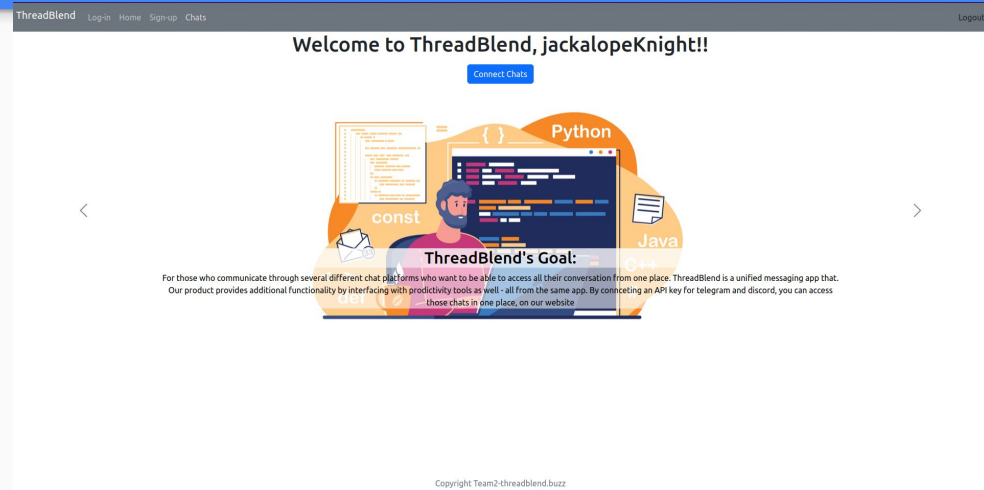 ThreadBlend Log-in Home Sign-up Chats Logout
Welcome to ThreadBlend, jackalopeKnight!!
Connect Chats
{ } Python
const
Java
C++
ThreadBlend's Goal:
For those who communicate through several different chat platforms who want to be able to access all their conversation from one place. ThreadBlend is a unified messaging app that.
Our product provides additional functionality by interfacing with prodictivity tools as well - all from the same app. By connceting an API key for telegram and discord, you can access
def
those chats in one place, on our website
Copyright Team2-threadblend.buzz